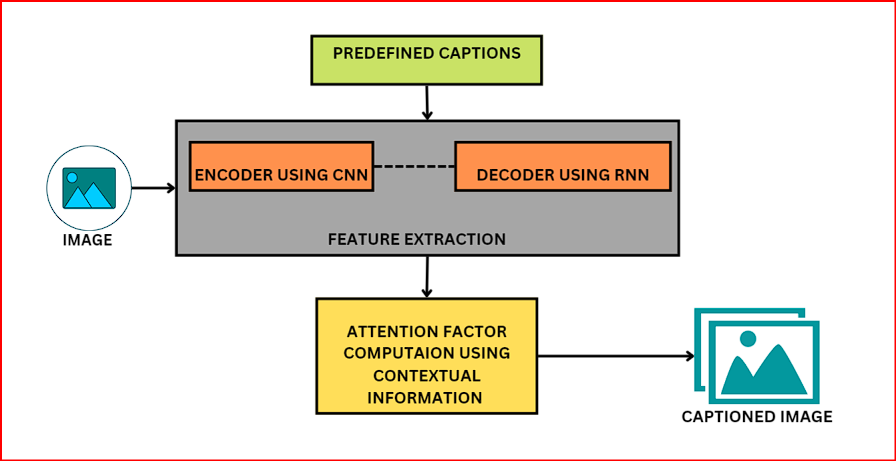 PREDEFINED CAPTIONS
ENCODER USING CNN
DECODER USING RNN
IMAGE
FEATURE EXTRACTION
ATTENTION FACTOR
COMPUTAION USING
CONTEXTUAL
INFORMATION
CAPTIONED IMAGE